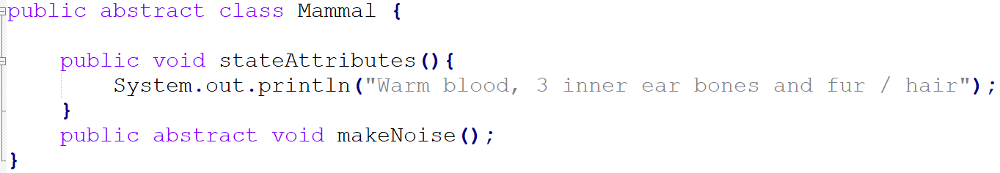 public abstract class Mammal {
public void stateAttributes(){
System.out.println("Warm blood, 3 inner ear bones and fur / hair");
}
public abstract void makeNoise();
}